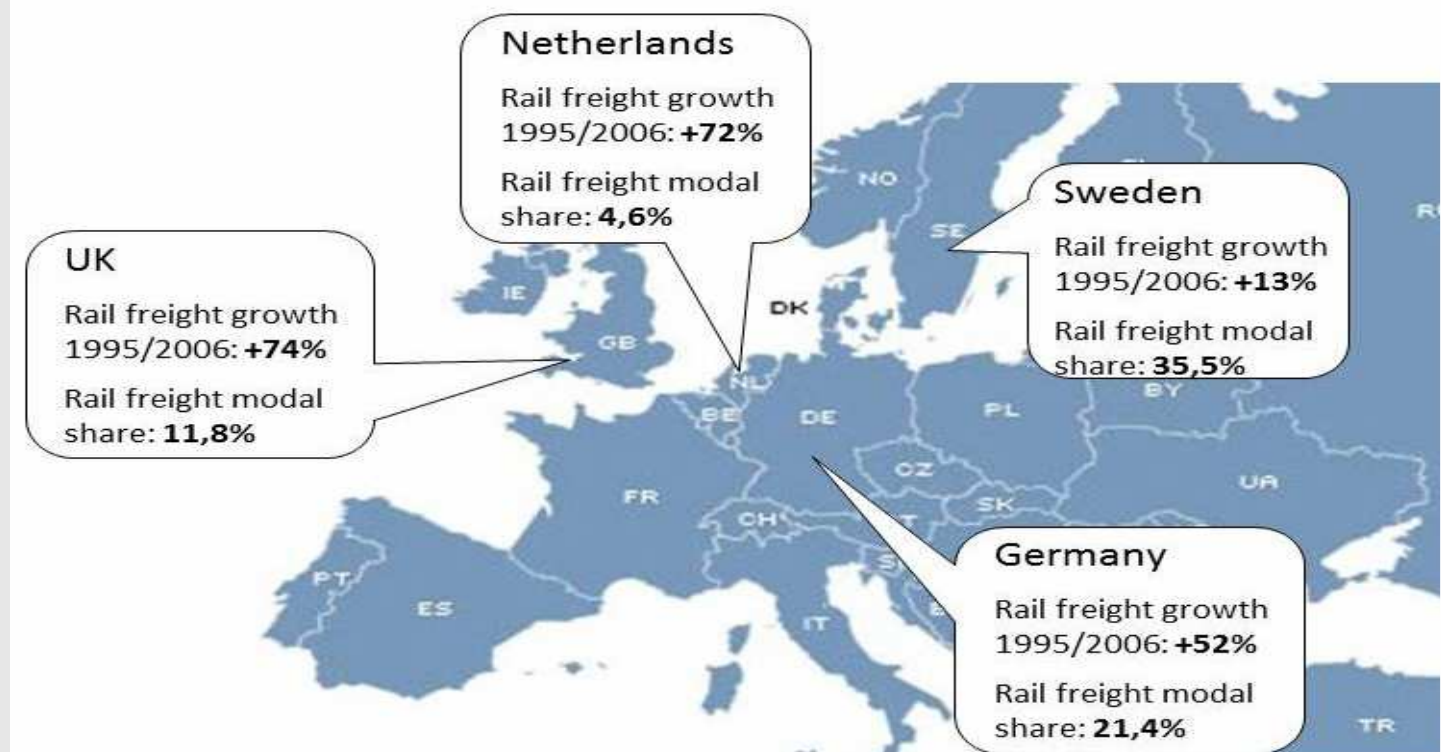 Netherlands
Rail freight growth
1995/2006: +72%
Rail freight modal
share: 4,6%
Sweden
Rail freight growth
1995/2006: +13%
Rail freight modal
share: 35,5%
UK
Rail freight growth
1995/2006: +74%
Rail freight modal
share: 11,8%
Germany
Rail freight growth
1995/2006: +52%
Rail freight modal
share: 21,4%
NO
SE
IE
GB
DK
NL
BE
DE
PL
BY
CZ
UA
FR
SK
CH
PT
ES
IT
TR